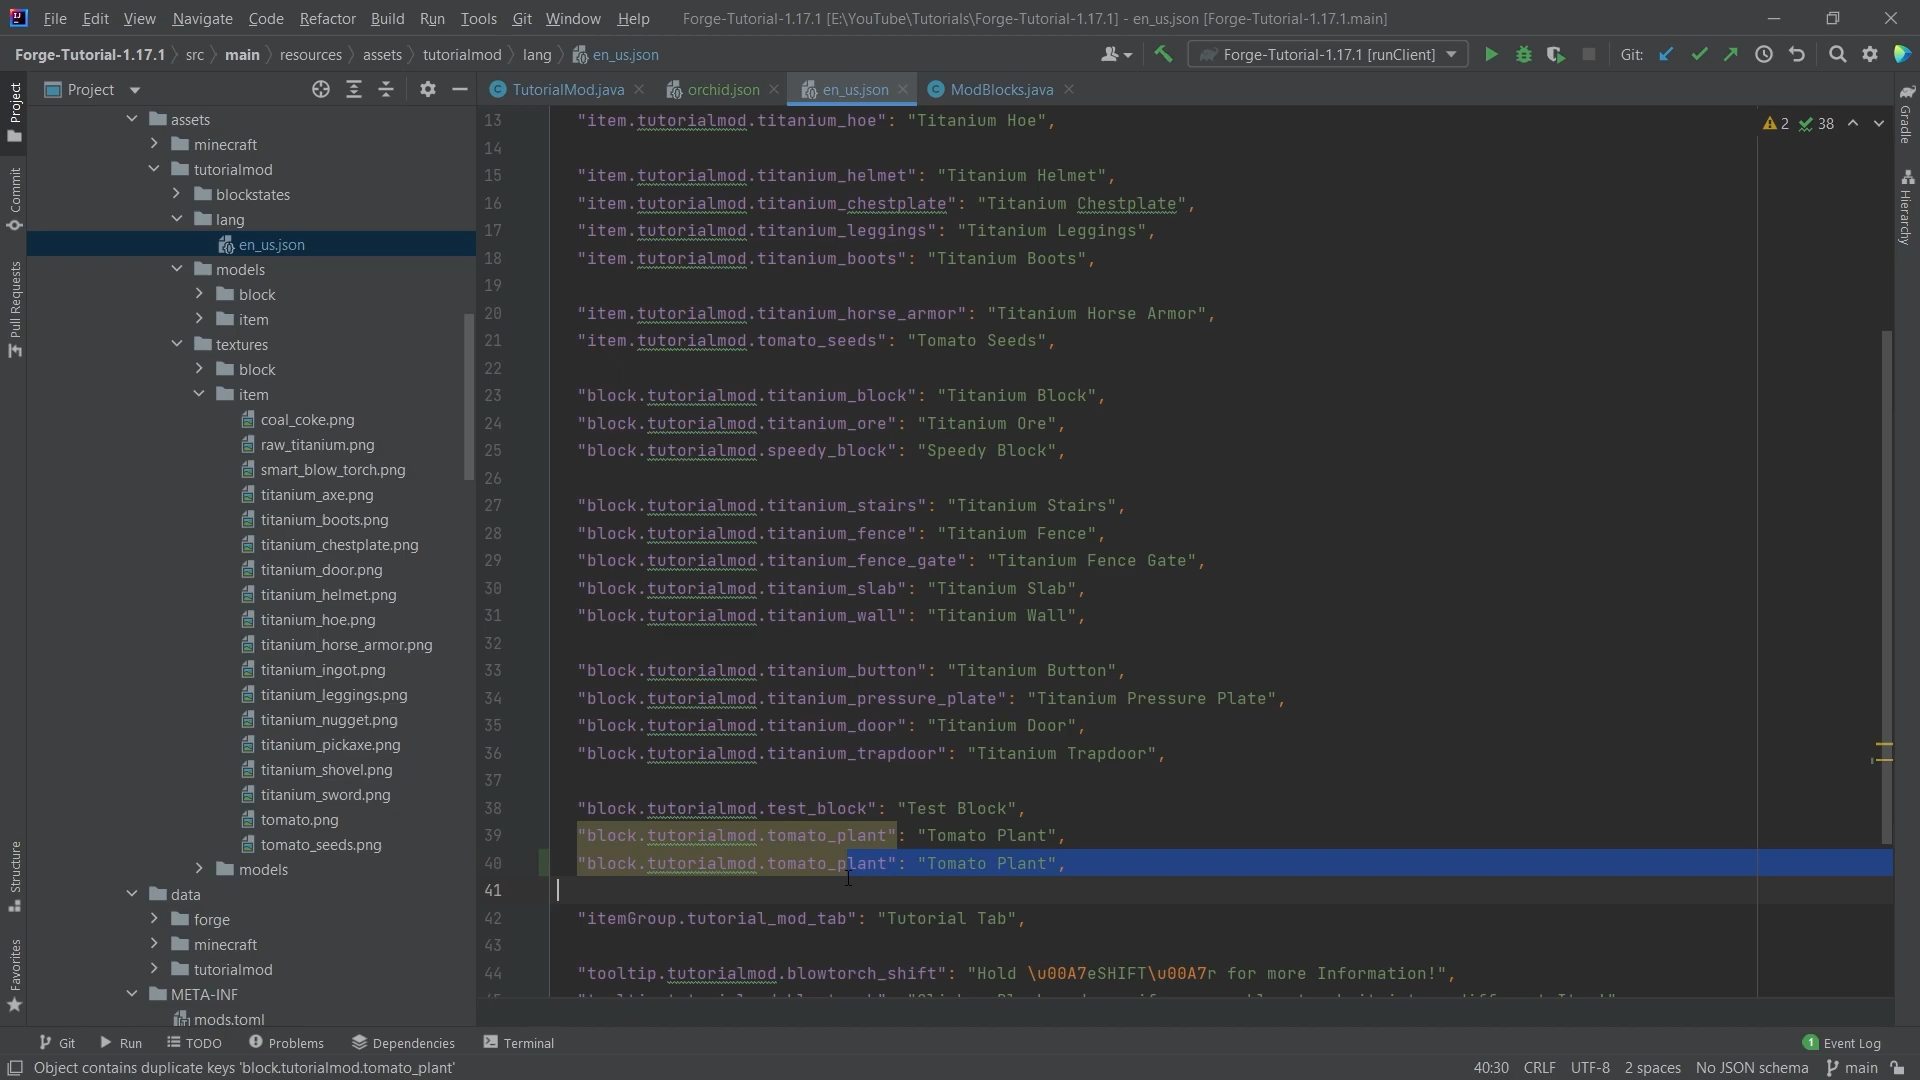 File Edit View Navigate Code Refactor Build Run Tools Git Window Help Forge-Tutorial-1.17.1 [E:\YouTube\Tutorials\Forge-Tutorial-1.17.1] - en_us.json [Forge-Tutorial-1.17.1.main]
Forge-Tutorial-1.17.1 src main resources assets tutorialmod lang en_us.json Forge-Tutorial-1.17.1 [runClient] Git:
Project
TutorialMod.java orchid.json en_us.json ModBlocks.java
Project
Commit
Pull Requests
Structure
Favorites
assets
minecraft
tutorialmod
blockstates
lang
en_us.json
models
block
item
textures
block
item
coal_coke.png
raw_titanium.png
smart_blow_torch.png
titanium_axe.png
titanium_boots.png
titanium_chestplate.png
titanium_door.png
titanium_helmet.png
titanium_hoe.png
titanium_horse_armor.png
titanium_ingot.png
titanium_leggings.png
titanium_nugget.png
titanium_pickaxe.png
titanium_shovel.png
titanium_sword.png
tomato.png
tomato_seeds.png
models
data
forge
minecraft
tutorialmod
META-INF
mods.toml
13 "item.tutorialmod.titanium_hoe": "Titanium Hoe",
14
15 "item.tutorialmod.titanium_helmet": "Titanium Helmet",
16 "item.tutorialmod.titanium_chestplate": "Titanium Chestplate",
17 "item.tutorialmod.titanium_leggings": "Titanium Leggings",
18 "item.tutorialmod.titanium_boots": "Titanium Boots",
19
20 "item.tutorialmod.titanium_horse_armor": "Titanium Horse Armor",
21 "item.tutorialmod.tomato_seeds": "Tomato Seeds",
22
23 "block.tutorialmod.titanium_block": "Titanium Block",
24 "block.tutorialmod.titanium_ore": "Titanium Ore",
25 "block.tutorialmod.speedy_block": "Speedy Block",
26
27 "block.tutorialmod.titanium_stairs": "Titanium Stairs",
28 "block.tutorialmod.titanium_fence": "Titanium Fence",
29 "block.tutorialmod.titanium_fence_gate": "Titanium Fence Gate",
30 "block.tutorialmod.titanium_slab": "Titanium Slab",
31 "block.tutorialmod.titanium_wall": "Titanium Wall",
32
33 "block.tutorialmod.titanium_button": "Titanium Button",
34 "block.tutorialmod.titanium_pressure_plate": "Titanium Pressure Plate",
35 "block.tutorialmod.titanium_door": "Titanium Door",
36 "block.tutorialmod.titanium_trapdoor": "Titanium Trapdoor",
37
38 "block.tutorialmod.test_block": "Test Block",
39 "block.tutorialmod.tomato_plant": "Tomato Plant",
40 "block.tutorialmod.tomato_plant": "Tomato Plant",
41
42 "itemGroup.tutorial_mod_tab": "Tutorial Tab",
43
44 "tooltip.tutorialmod.blowtorch_shift": "Hold \u00A7eSHIFT\u00A7r for more Information!",
2 38
Gradle
Hierarchy
Git Run TODO Problems Dependencies Terminal 1 Event Log
Object contains duplicate keys 'block.tutorialmod.tomato_plant' 40:30 CRLF UTF-8 2 spaces No JSON schema main